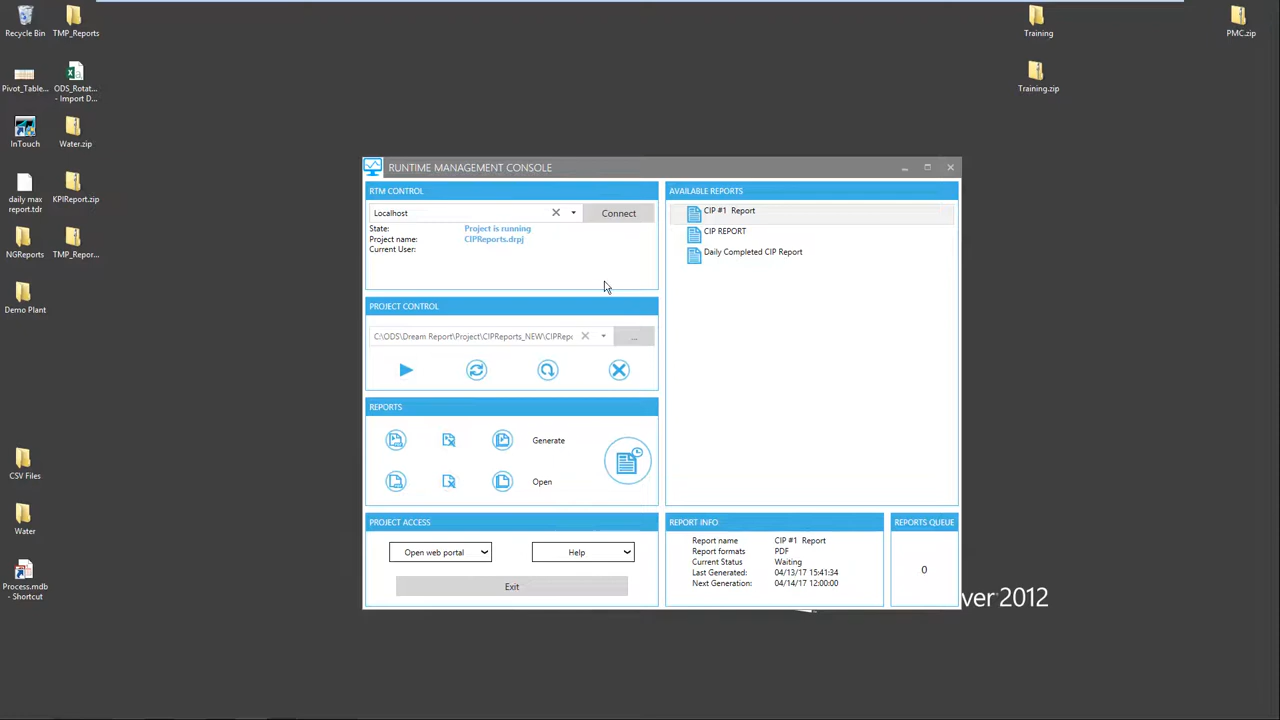 Recycle Bin
TMP_Reports
Training
PMC.zip
Pivot_Table...
ODS_Rotat...
- Import D...
Training.zip
InTouch
Water.zip
RUNTIME MANAGEMENT CONSOLE
daily max
report.tdr
KPIReport.zip
RTM CONTROL
AVAILABLE REPORTS
Localhost
Connect
CIP #1 Report
State:
Project is running
CIP REPORT
Project name:
CIPReports.drpj
Current User:
Daily Completed CIP Report
NGReports
TMP_Repor...
Demo Plant
PROJECT CONTROL
C:\ODS\Dream Report\Project\CIPReports_NEW\CIPRepo
...
REPORTS
Generate
Open
CSV Files
Water
PROJECT ACCESS
Open web portal
Help
Exit
REPORT INFO
REPORTS QUEUE
Report name
CIP #1 Report
Report formats
PDF
Current Status
Waiting
Last Generated:
04/13/17 15:41:34
Next Generation:
04/14/17 12:00:00
0
Process.mdb
- Shortcut
ver 2012